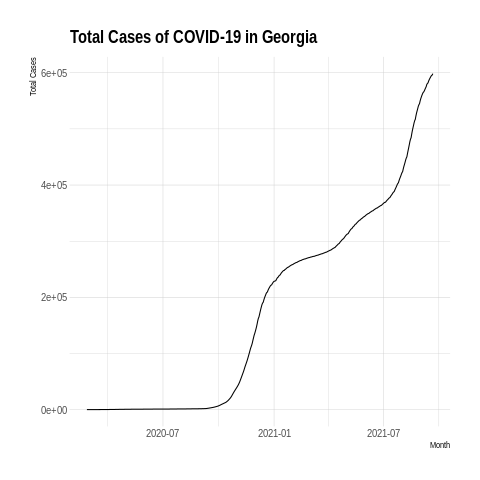 Total Cases of COVID-19 in Georgia
Total Cases
6e+05
4e+05
2e+05
0e+00
2020-07 2021-01 2021-07
Month